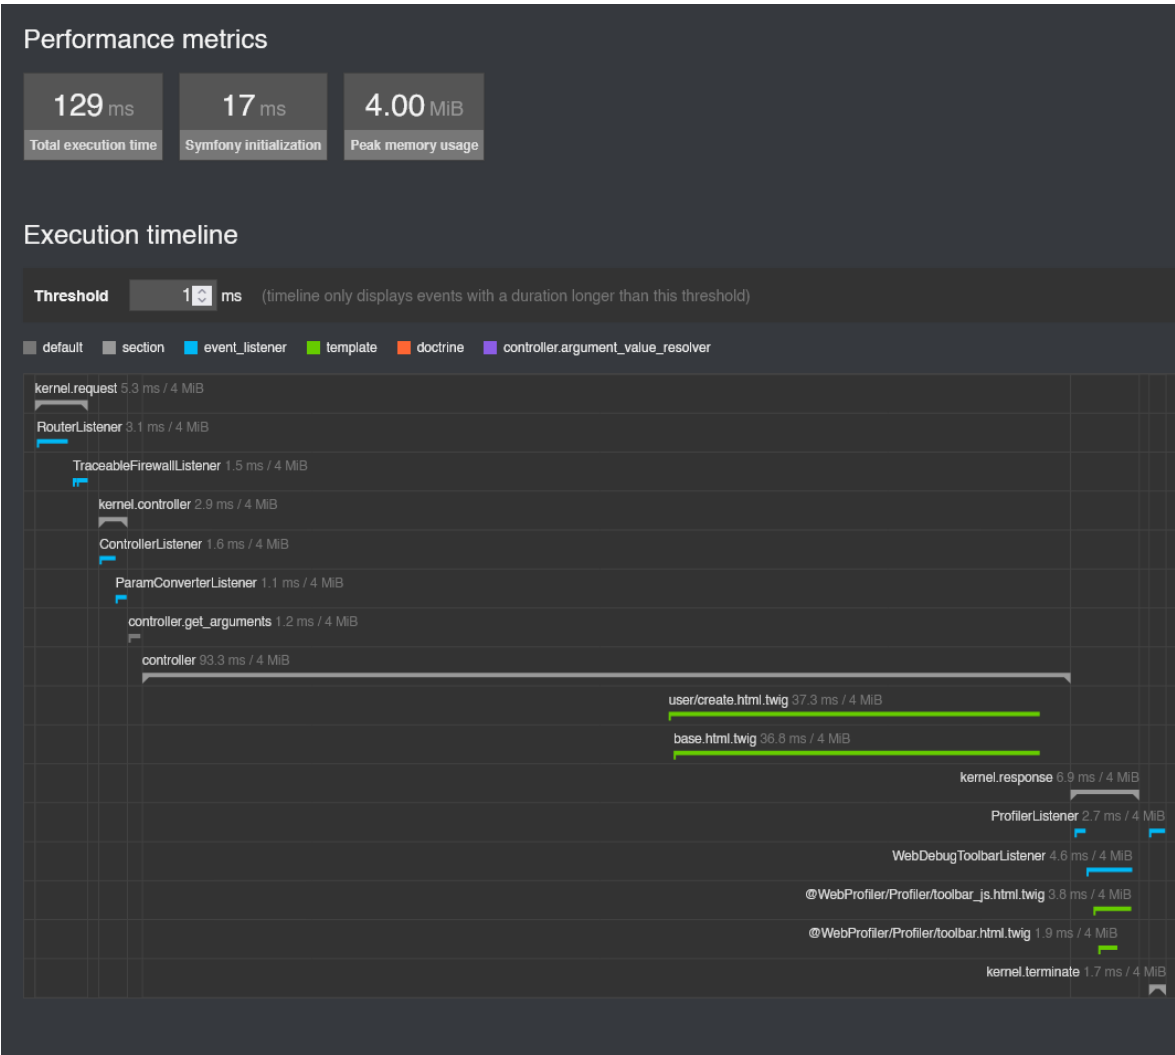 Performance metrics
129 ms 17 ms 4.00 MiB
Total execution time Symfony initialization Peak memory usage
Execution timeline
Threshold 1 ms (timeline only displays events with a duration longer than this threshold)
default section event_listener template doctrine controller.argument_value_resolver
kernel.request 5.3 ms / 4 MiB
RouterListener 3.1 ms / 4 MiB
TraceableFirewallListener 1.5 ms / 4 MiB
kernel.controller 2.9 ms / 4 MiB
ControllerListener 1.6 ms / 4 MiB
ParamConverterListener 1.1 ms / 4 MiB
controller.get_arguments 1.2 ms / 4 MiB
controller 93.3 ms / 4 MiB
user/create.html.twig 37.3 ms / 4 MiB
base.html.twig 36.8 ms / 4 MiB
kernel.response 6.9 ms / 4 MiB
ProfilerListener 2.7 ms / 4 MiB
WebDebugToolbarListener 4.6 ms / 4 MiB
@WebProfiler/Profiler/toolbar_js.html.twig 3.8 ms / 4 MiB
@WebProfiler/Profiler/toolbar.html.twig 1.9 ms / 4 MiB
kernel.terminate 1.7 ms / 4 MiB